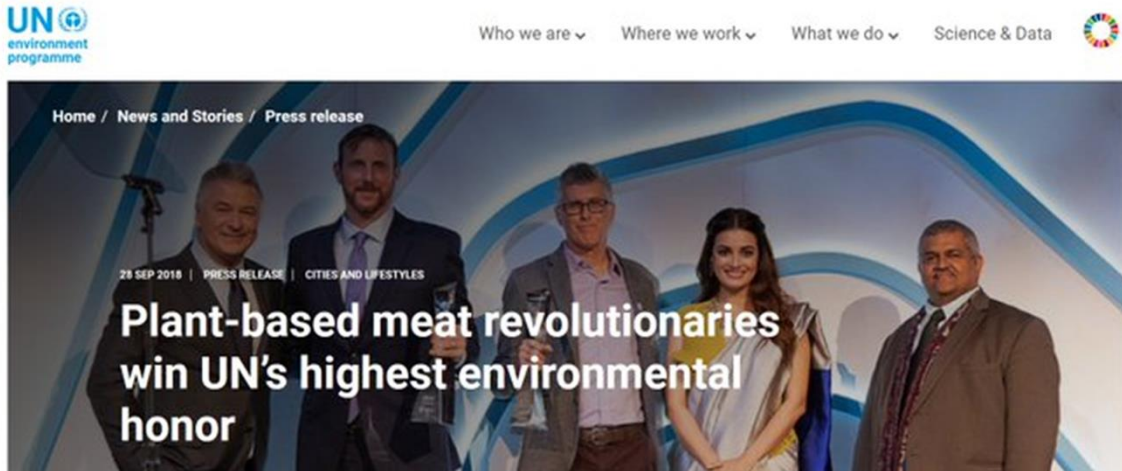 UN
environment
programme
Who we are Where we work What we do Science & Data
Home / News and Stories / Press release
28 SEP 2018 | PRESS RELEASE | CITIES AND LIFESTYLES
Plant-based meat revolutionaries
win UN's highest environmental
honor